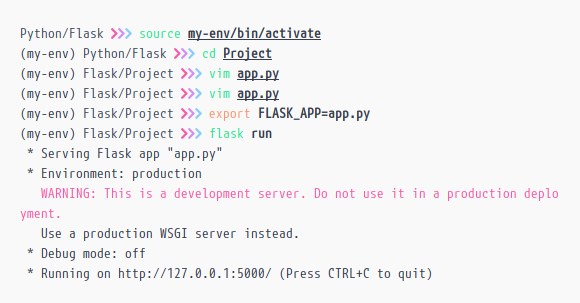 Python/Flask ❯❯❯ source my-env/bin/activate
(my-env) Python/Flask ❯❯❯ cd Project
(my-env) Flask/Project ❯❯❯ vim app.py
(my-env) Flask/Project ❯❯❯ vim app.py
(my-env) Flask/Project ❯❯❯ export FLASK_APP=app.py
(my-env) Flask/Project ❯❯❯ flask run
 * Serving Flask app "app.py"
 * Environment: production
   WARNING: This is a development server. Do not use it in a production deplo
yment.
   Use a production WSGI server instead.
 * Debug mode: off
 * Running on http://127.0.0.1:5000/ (Press CTRL+C to quit)